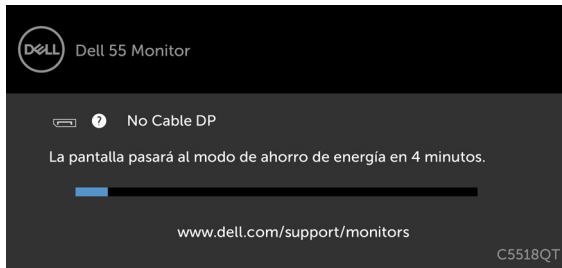 DELL
Dell 55 Monitor
? No Cable DP
La pantalla pasará al modo de ahorro de energía en 4 minutos.
www.dell.com/support/monitors
C5518QT